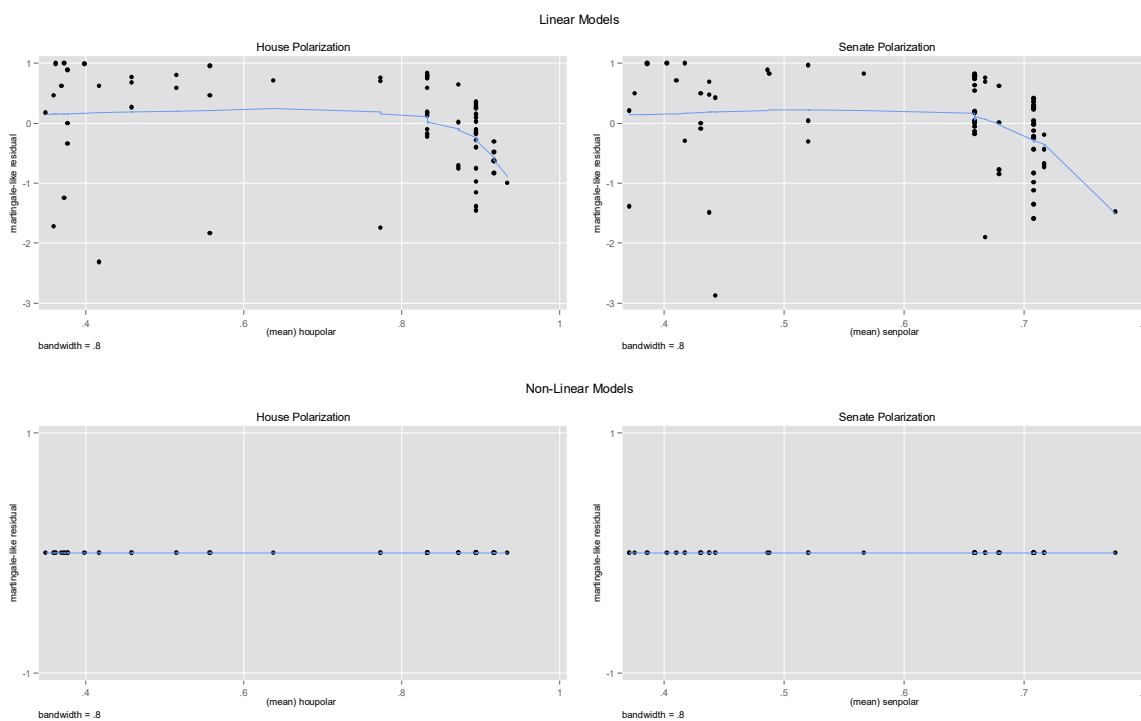 Linear Models
House Polarization
martingale-like residual
1
0
-1
-2
-3
.4
.6
.8
1
(mean) houpolar
bandwidth = .8
Senate Polarization
martingale-like residual
1
0
-1
-2
-3
.4
.5
.6
.7
(mean) senpolar
bandwidth = .8
Non-Linear Models
House Polarization
martingale-like residual
1
-1
.4
.6
.8
1
(mean) houpolar
bandwidth = .8
Senate Polarization
martingale-like residual
1
-1
.4
.5
.6
.7
(mean) senpolar
bandwidth = .8